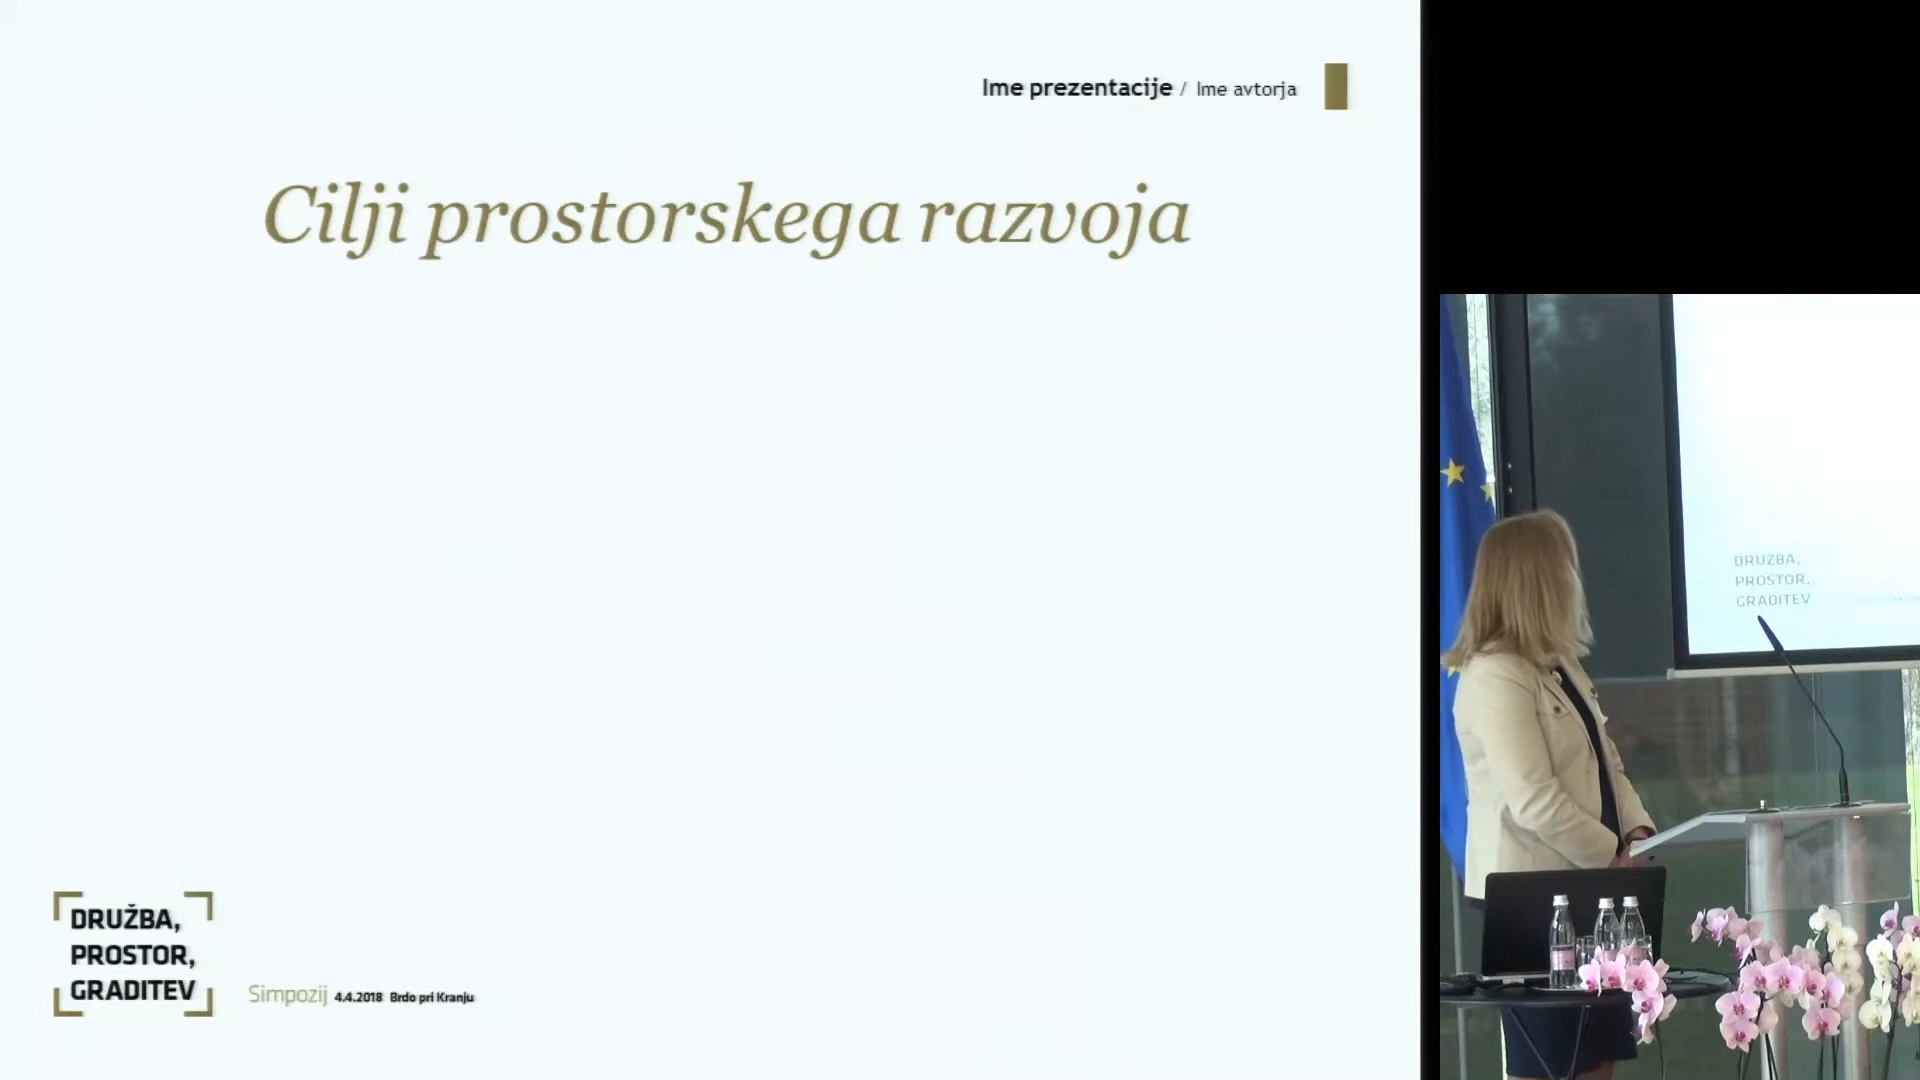 Ime prezentacije / Ime avtorja
Cilji prostorskega razvoja
DRUŽBA,
PROSTOR,
GRADITEV
Simpozij 4.4.2018 Brdo pri Kranju
DRUŽBA,
PROSTOR,
GRADITEV